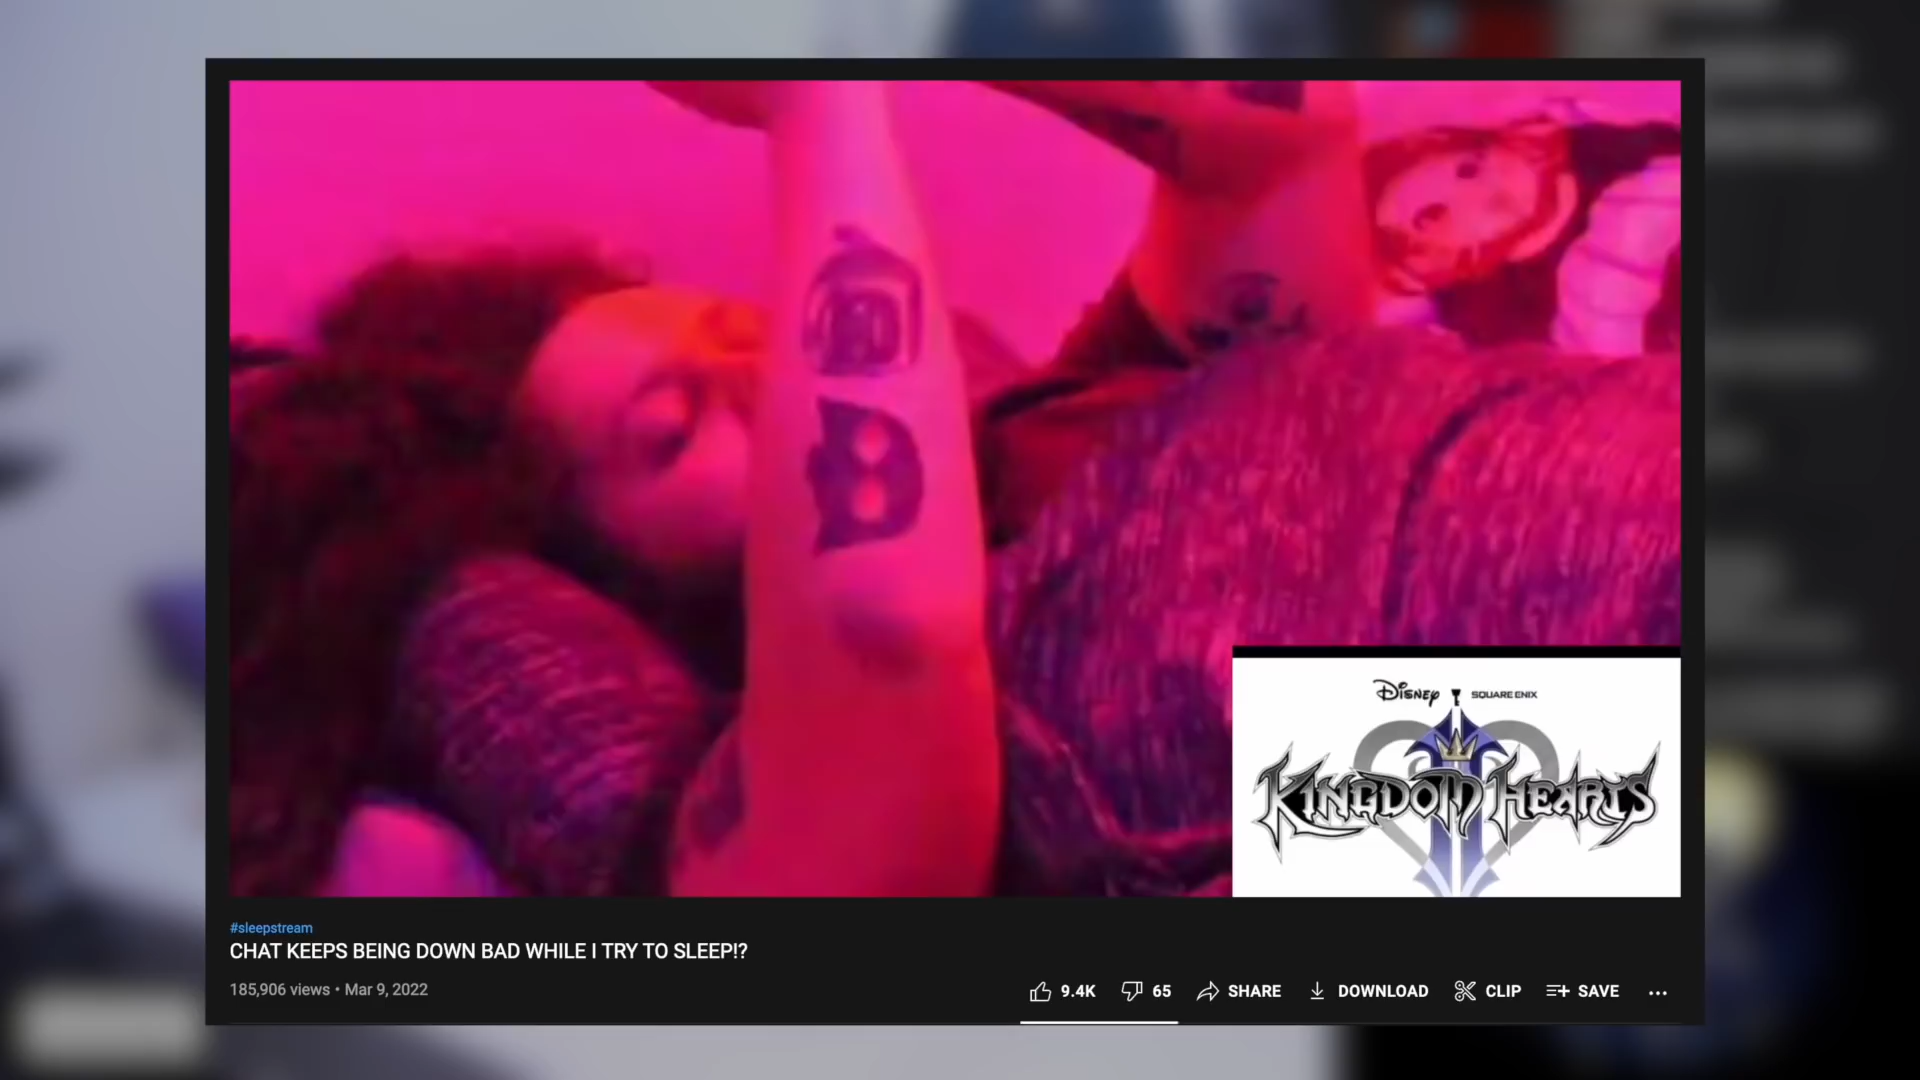 Disney
SQUARE ENIX
KINGDOM HEARTS
II
#sleepstream
CHAT KEEPS BEING DOWN BAD WHILE I TRY TO SLEEP!?
185,906 views • Mar 9, 2022
9.4K 65 SHARE DOWNLOAD CLIP SAVE ...